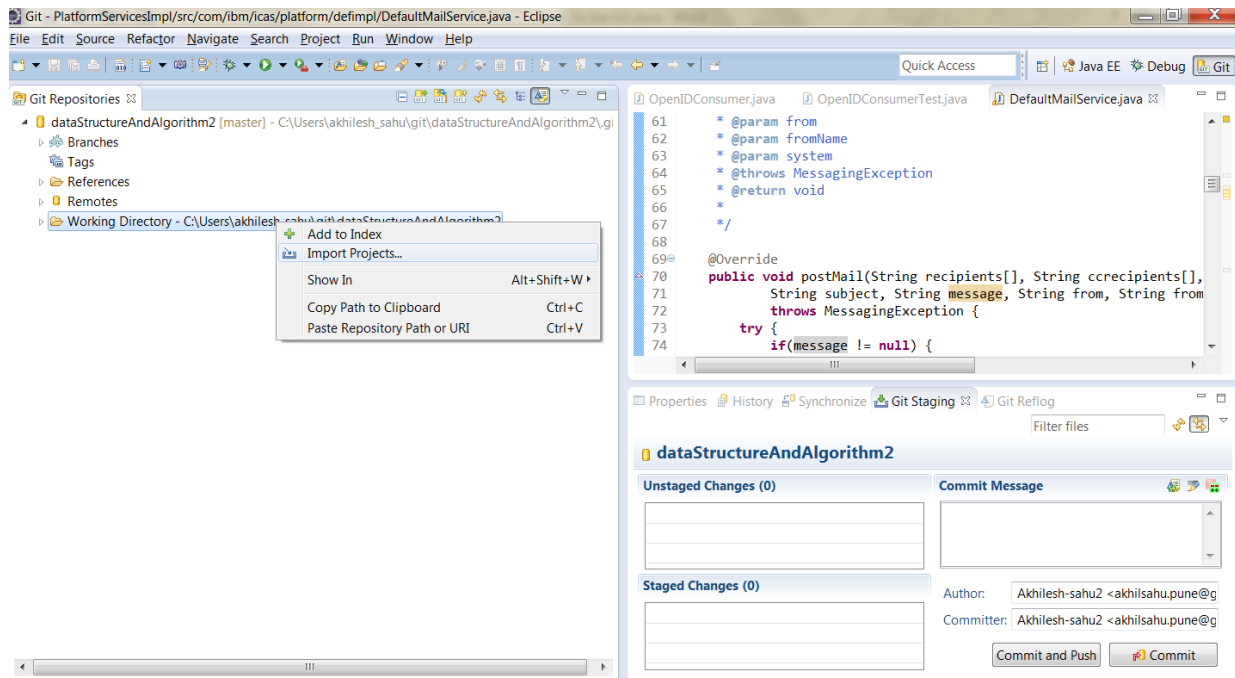 Git - PlatformServicesImpl/src/com/ibm/icas/platform/defimpl/DefaultMailService.java - Eclipse
File Edit Source Refactor Navigate Search Project Run Window Help
Quick Access Java EE Debug Git
Git Repositories
dataStructureAndAlgorithm2 [master] - C:\Users\akhilesh_sahu\git\dataStructureAndAlgorithm2\.gi
Branches
Tags
References
Remotes
Working Directory - C:\Users\akhilesh_sahu\git\dataStructureAndAlgorithm2
Add to Index
Import Projects...
Show In Alt+Shift+W
Copy Path to Clipboard Ctrl+C
Paste Repository Path or URI Ctrl+V
OpenIDConsumer.java OpenIDConsumerTest.java DefaultMailService.java
61 * @param from
62 * @param fromName
63 * @param system
64 * @throws MessagingException
65 * @return void
66 *
67 */
68
69 @Override
70 public void postMail(String recipients[], String ccrecipients[],
71 String subject, String message, String from, String from
72 throws MessagingException {
73 try {
74 if(message != null) {
Properties History Synchronize Git Staging Git Reflog
Filter files
dataStructureAndAlgorithm2
Unstaged Changes (0)
Commit Message
Staged Changes (0)
Author: Akhilesh-sahu2 <akhilsahu.pune@g
Committer: Akhilesh-sahu2 <akhilsahu.pune@g
Commit and Push Commit